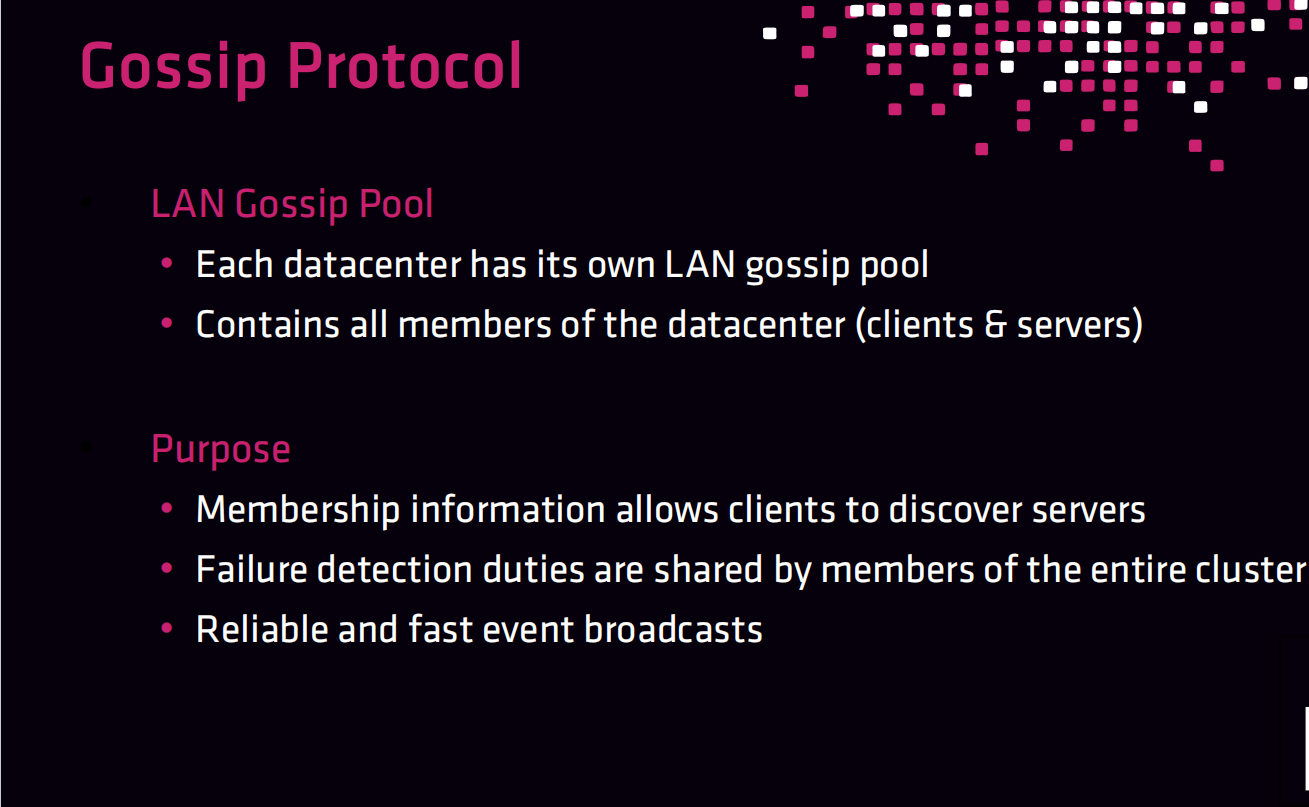 Gossip Protocol
LAN Gossip Pool
• Each datacenter has its own LAN gossip pool
• Contains all members of the datacenter (clients & servers)
Purpose
• Membership information allows clients to discover servers
• Failure detection duties are shared by members of the entire cluster
• Reliable and fast event broadcasts